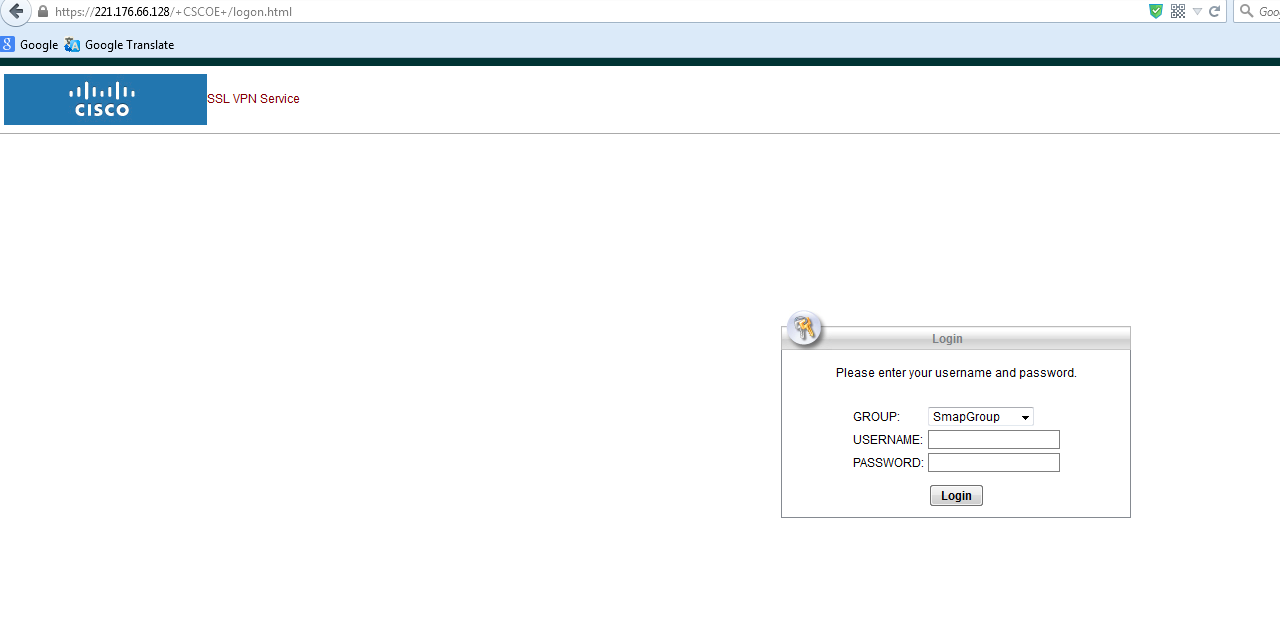 https://221.176.66.128/+CSCOE+/logon.html
Google Google Translate
CISCO
SSL VPN Service
Login
Please enter your username and password.
GROUP: SmapGroup
USERNAME:
PASSWORD:
Login